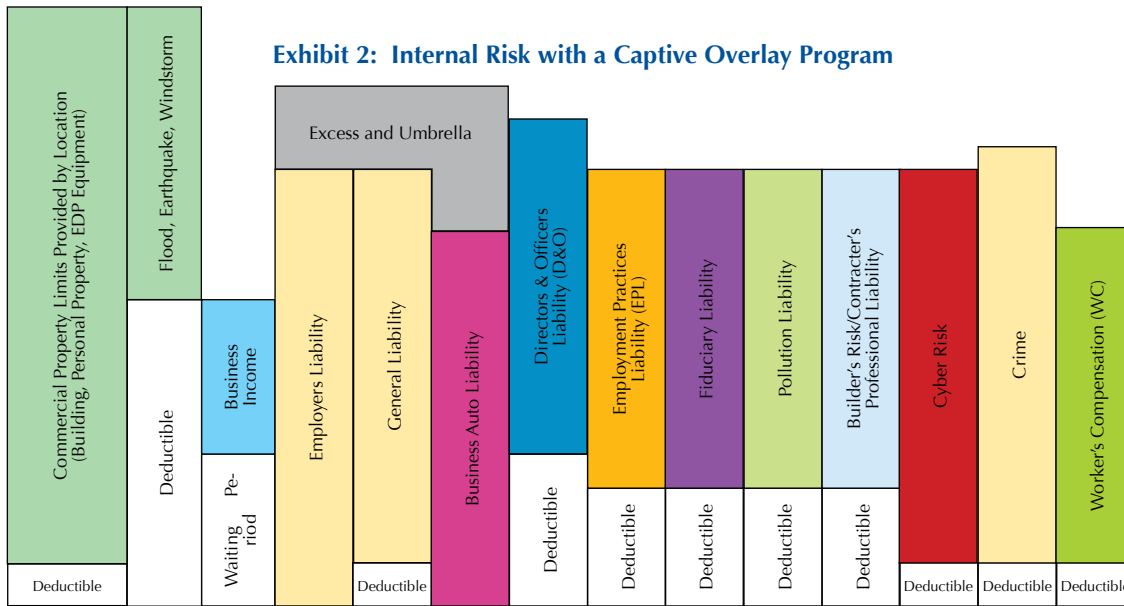 Exhibit 2: Internal Risk with a Captive Overlay Program
Commercial Property Limits Provided by Location
(Building, Personal Property, EDP Equipment)
Deductible
Flood, Earthquake, Windstorm
Deductible
Business
Income
Waiting Pe-
riod
Excess and Umbrella
Employers Liability
General Liability
Deductible
Business Auto Liability
Directors & Officers
Liability (D&O)
Deductible
Employment Practices
Liability (EPL)
Deductible
Fiduciary Liability
Deductible
Pollution Liability
Deductible
Builder's Risk/Contracter's
Professional Liability
Deductible
Cyber Risk
Deductible
Crime
Deductible
Worker's Compensation (WC)
Deductible